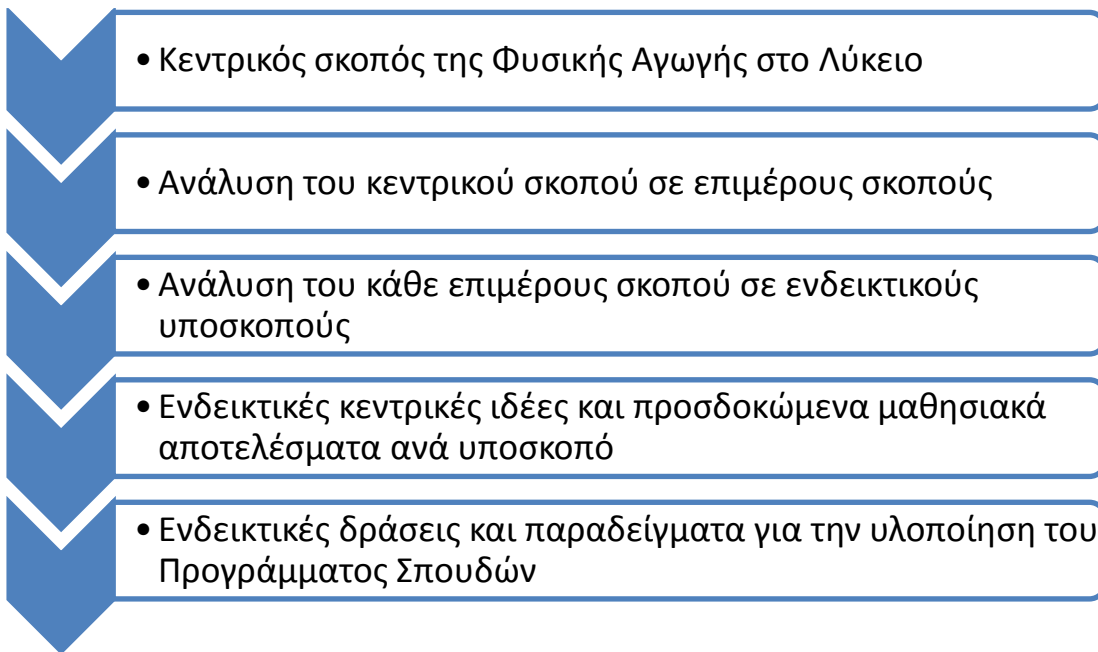 • Κεντρικός σκοπός της Φυσικής Αγωγής στο Λύκειο
• Ανάλυση του κεντρικού σκοπού σε επιμέρους σκοπούς
• Ανάλυση του κάθε επιμέρους σκοπού σε ενδεικτικούς
υποσκοπούς
• Ενδεικτικές κεντρικές ιδέες και προσδοκώμενα μαθησιακά
αποτελέσματα ανά υποσκοπό
• Ενδεικτικές δράσεις και παραδείγματα για την υλοποίηση του
Προγράμματος Σπουδών